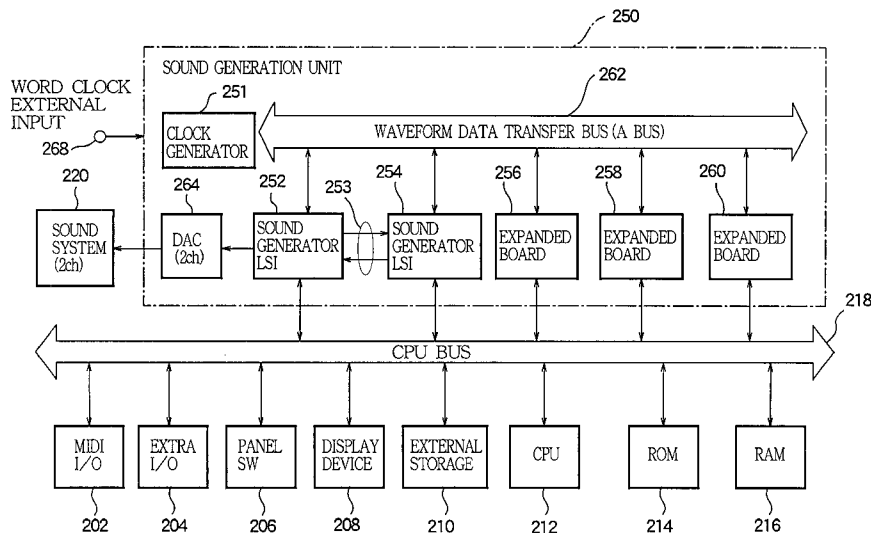 250
SOUND GENERATION UNIT
WORD CLOCK
EXTERNAL
INPUT
268
251
CLOCK
GENERATOR
262
WAVEFORM DATA TRANSFER BUS (A BUS)
220
SOUND
SYSTEM
(2ch)
264
DAC
(2ch)
252
SOUND
GENERATOR
LSI
253
254
SOUND
GENERATOR
LSI
256
EXPANDED
BOARD
258
EXPANDED
BOARD
260
EXPANDED
BOARD
218
CPU BUS
MIDI
I/O
EXTRA
I/O
PANEL
SW
DISPLAY
DEVICE
EXTERNAL
STORAGE
CPU
ROM
RAM
202
204
206
208
210
212
214
216